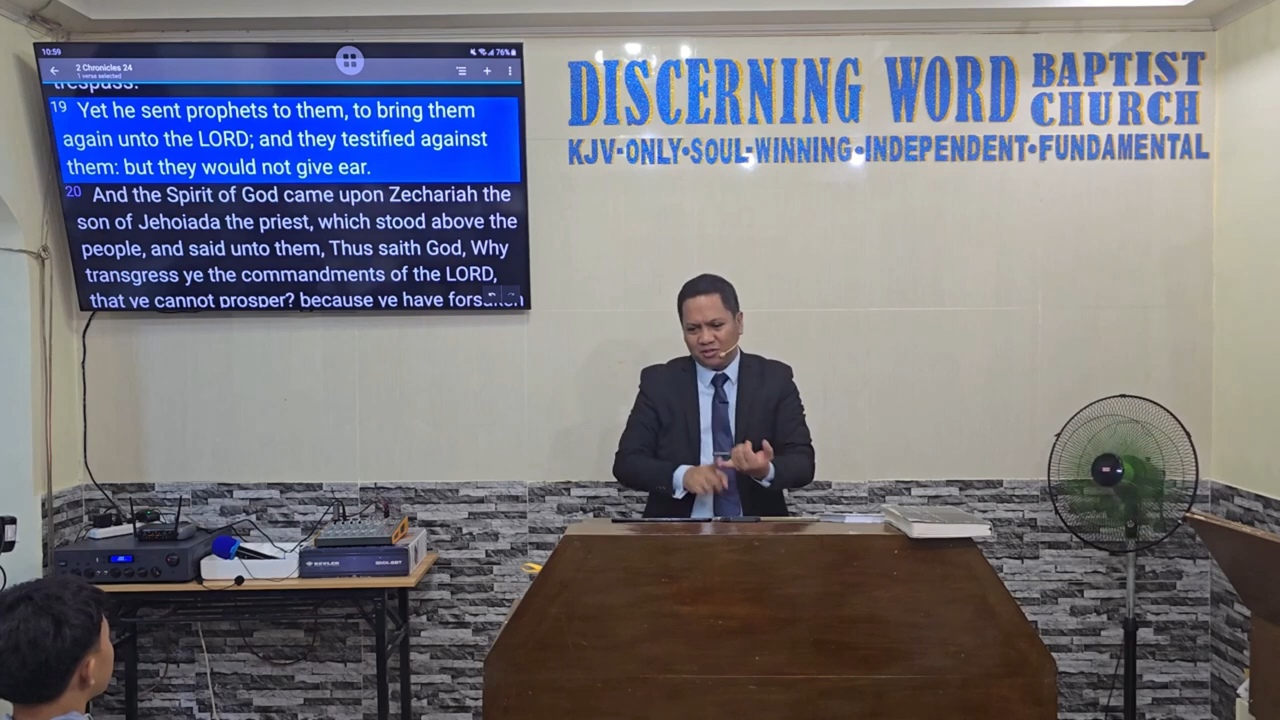 10:59
76%
2 Chronicles 24
1 verse selected
trespass.
19 Yet he sent prophets to them, to bring them
again unto the LORD; and they testified against
them: but they would not give ear.
20 And the Spirit of God came upon Zechariah the
son of Jehoiada the priest, which stood above the
people, and said unto them, Thus saith God, Why
transgress ye the commandments of the LORD,
that ye cannot prosper? because ye have forsaken
DISCERNING WORD BAPTIST
CHURCH
KJV-ONLY•SOUL-WINNING•INDEPENDENT•FUNDAMENTAL
KEVLER